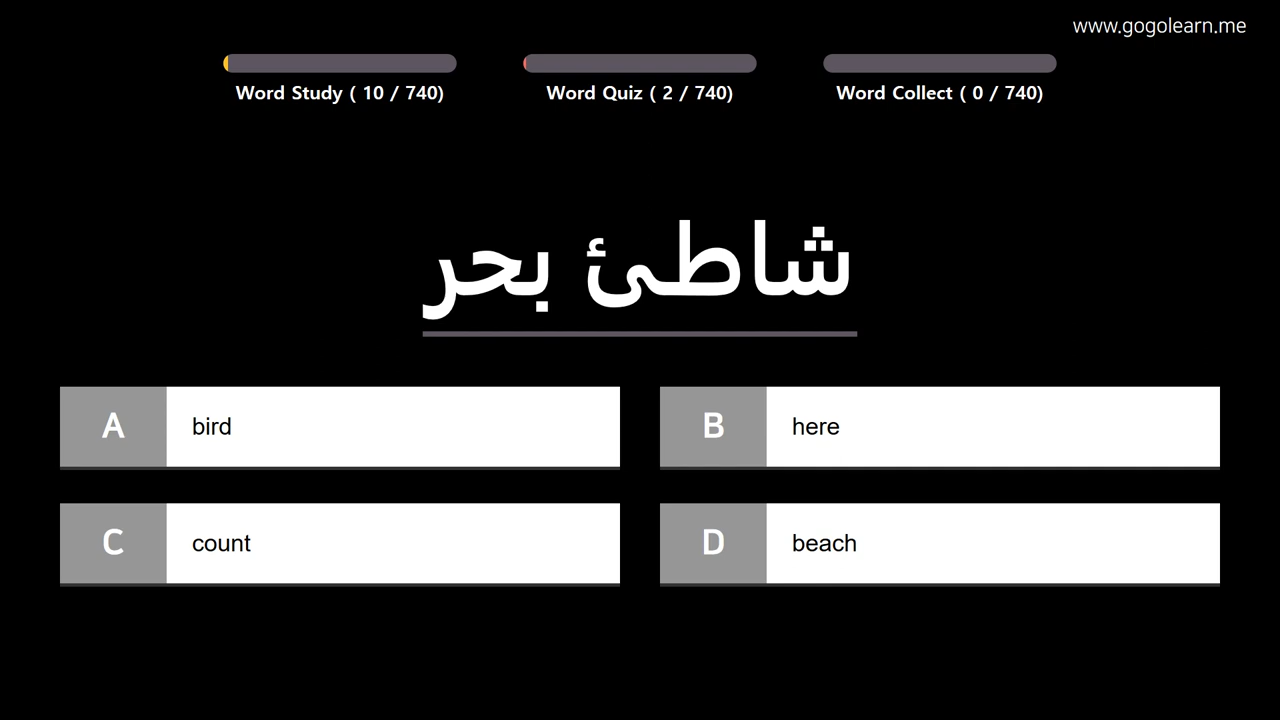 www.gogolearn.me
Word Study ( 10 / 740)
Word Quiz ( 2 / 740)
Word Collect ( 0 / 740)
شاطئ بحر
A bird
B here
C count
D beach